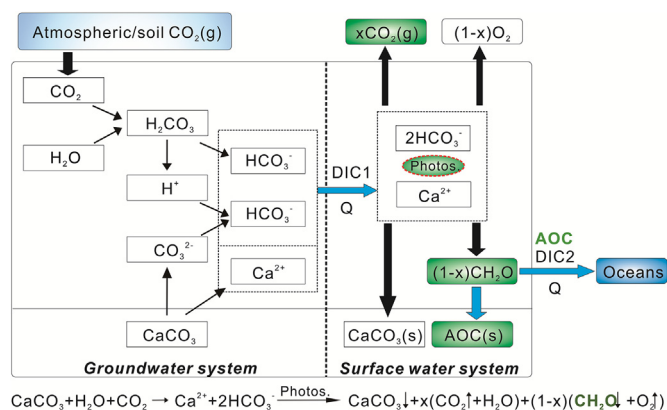 Atmospheric/soil CO₂(g)
xCO₂(g)
(1-x)O₂
CO₂
H₂CO₃
H₂O
HCO₃⁻
H⁺
HCO₃⁻
CO₃²⁻
Ca²⁺
CaCO₃
DIC1
Q
2HCO₃⁻
Photos
Ca²⁺
AOC
DIC2
(1-x)CH₂O
Q
Oceans
CaCO₃(s)
AOC(s)
Groundwater system
Surface water system
CaCO₃+H₂O+CO₂ → Ca²⁺+2HCO₃⁻ Photos. → CaCO₃↓+x(CO₂↑+H₂O)+(1-x)(CH₂O↓+O₂↑)